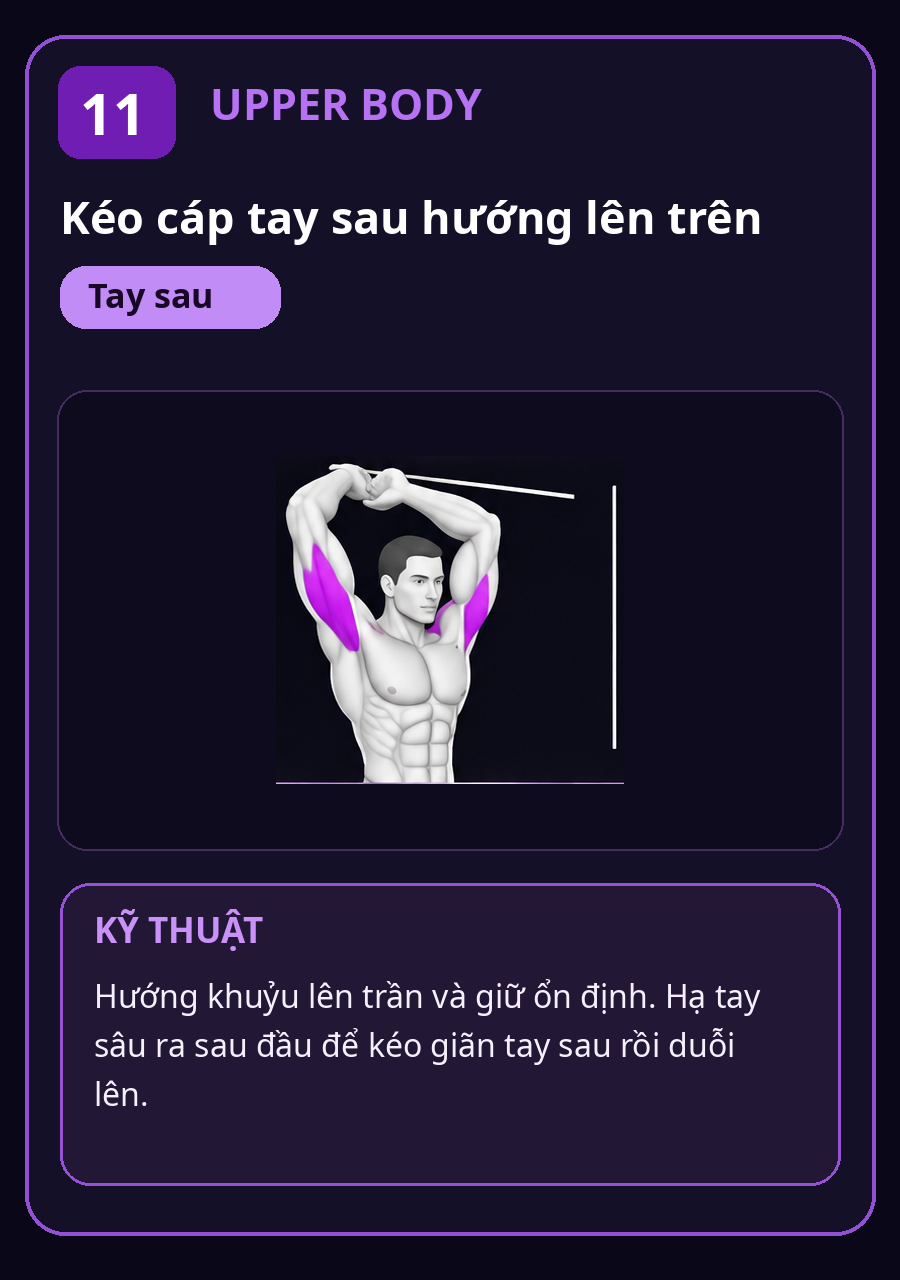 11
UPPER BODY
Kéo cáp tay sau hướng lên trên
Tay sau
KỸ THUẬT
Hướng khuỷu lên trần và giữ ổn định. Hạ tay
sâu ra sau đầu để kéo giãn tay sau rồi duỗi
lên.